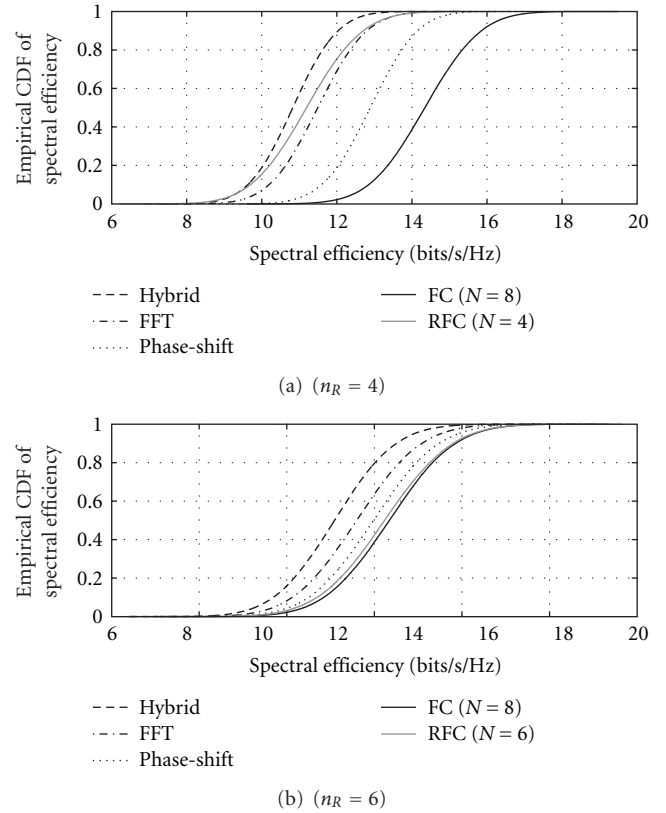 Empirical CDF of
spectral efficiency
1
0.8
0.6
0.4
0.2
0
6 8 10 12 14 16 18 20
Spectral efficiency (bits/s/Hz)
Hybrid
FFT
Phase-shift
FC (N = 8)
RFC (N = 4)
(a) (n_R = 4)
Empirical CDF of
spectral efficiency
1
0.8
0.6
0.4
0.2
0
6 8 10 12 14 16 18 20
Spectral efficiency (bits/s/Hz)
Hybrid
FFT
Phase-shift
FC (N = 8)
RFC (N = 6)
(b) (n_R = 6)